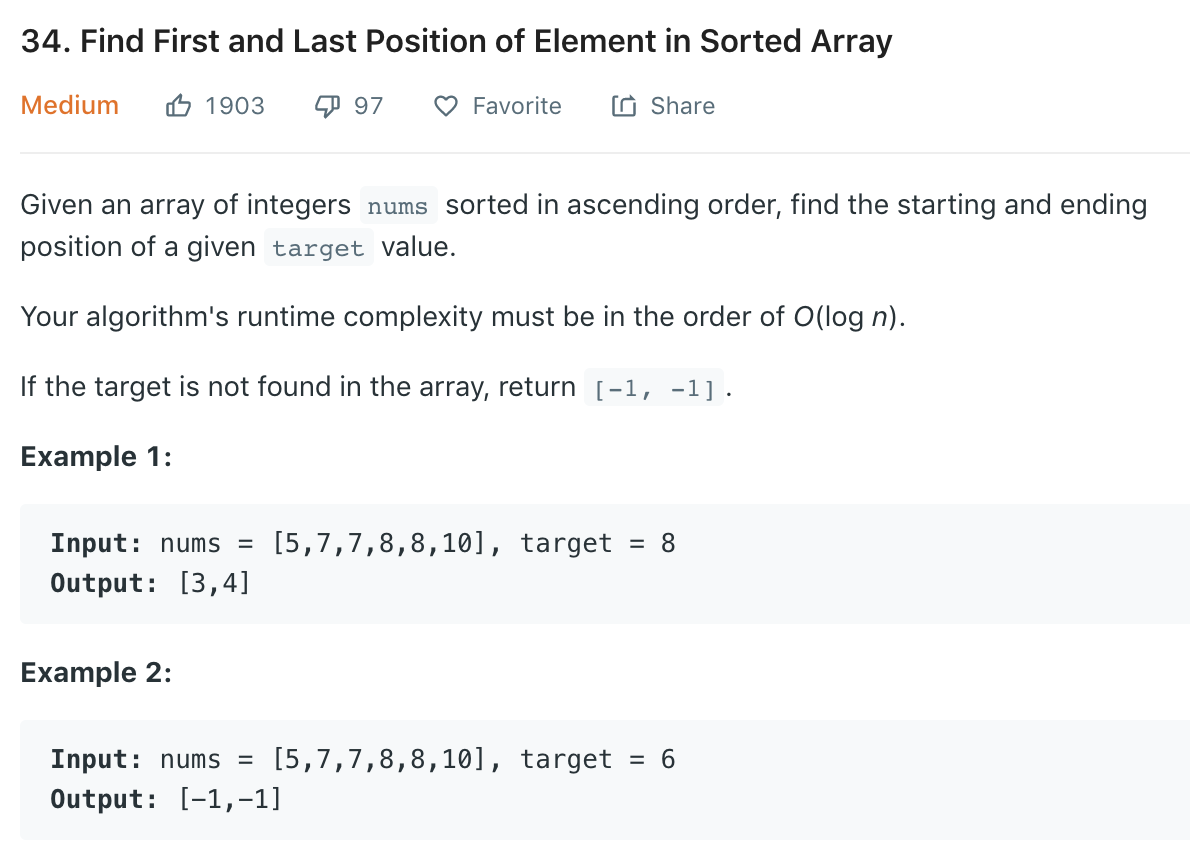 34. Find First and Last Position of Element in Sorted Array
Medium 1903 97 Favorite Share
Given an array of integers nums sorted in ascending order, find the starting and ending
position of a given target value.
Your algorithm's runtime complexity must be in the order of O(log n).
If the target is not found in the array, return [-1, -1].
Example 1:
Input: nums = [5,7,7,8,8,10], target = 8
Output: [3,4]
Example 2:
Input: nums = [5,7,7,8,8,10], target = 6
Output: [-1,-1]